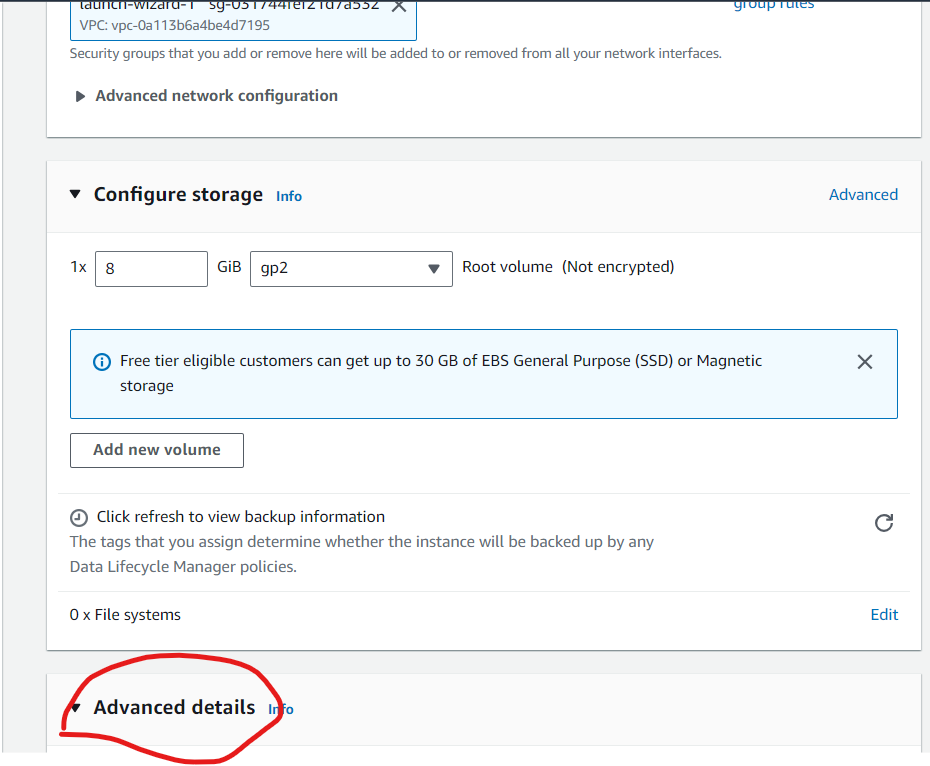 launch-wizard-1 sg-031744fef21d7a532
group rules
VPC: vpc-0a113b6a4be4d7195
Security groups that you add or remove here will be added to or removed from all your network interfaces.
Advanced network configuration
Configure storage Info Advanced
1x 8 GiB gp2 Root volume (Not encrypted)
Free tier eligible customers can get up to 30 GB of EBS General Purpose (SSD) or Magnetic
storage
Add new volume
Click refresh to view backup information
The tags that you assign determine whether the instance will be backed up by any
Data Lifecycle Manager policies.
0 x File systems Edit
Advanced details Info